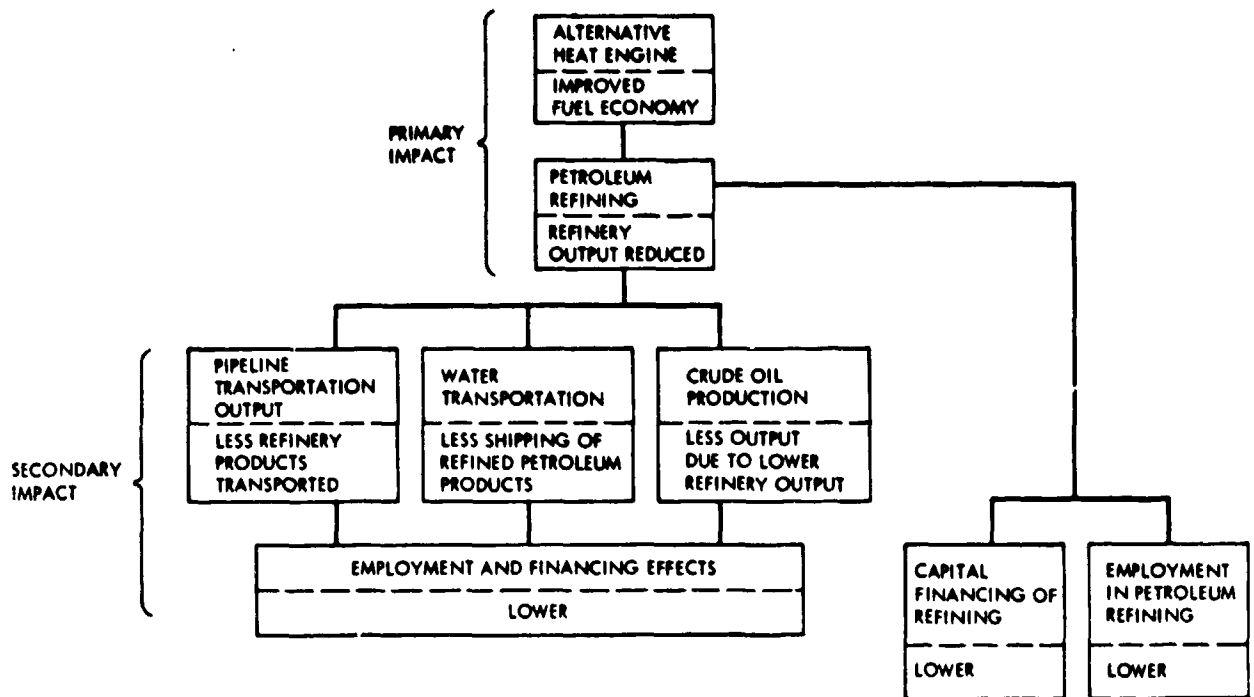 ALTERNATIVE
HEAT ENGINE
IMPROVED
FUEL ECONOMY
PRIMARY
IMPACT
PETROLEUM
REFINING
REFINERY
OUTPUT REDUCED
PIPELINE
TRANSPORTATION
OUTPUT
LESS REFINERY
PRODUCTS
TRANSPORTED
WATER
TRANSPORTATION
LESS SHIPPING OF
REFINED PETROLEUM
PRODUCTS
CRUDE OIL
PRODUCTION
LESS OUTPUT
DUE TO LOWER
REFINERY OUTPUT
SECONDARY
IMPACT
EMPLOYMENT AND FINANCING EFFECTS
LOWER
CAPITAL
FINANCING OF
REFINING
LOWER
EMPLOYMENT
IN PETROLEUM
REFINING
LOWER